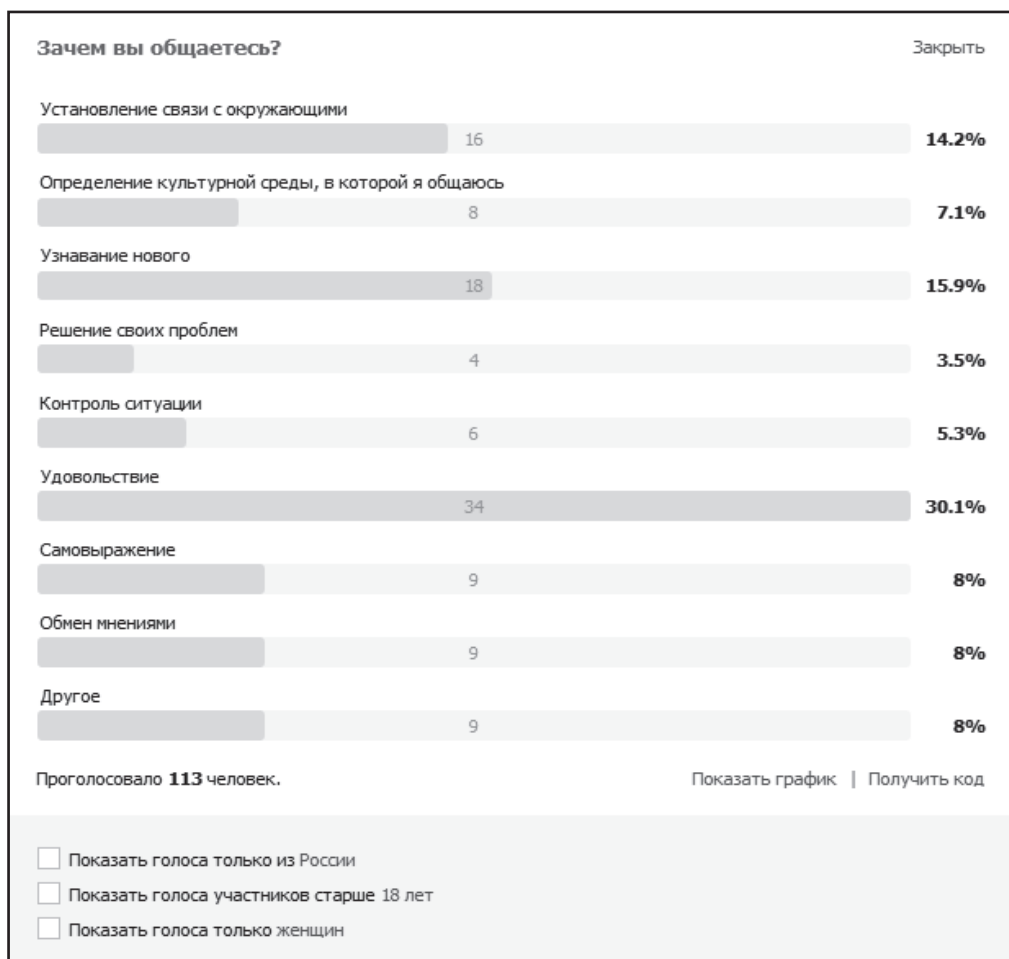 Зачем вы общаетесь? Закрыть
Установление связи с окружающими
16 14.2%
Определение культурной среды, в которой я общаюсь
8 7.1%
Узнавание нового
18 15.9%
Решение своих проблем
4 3.5%
Контроль ситуации
6 5.3%
Удовольствие
34 30.1%
Самовыражение
9 8%
Обмен мнениями
9 8%
Другое
9 8%
Проголосовало 113 человек. Показать график | Получить код
Показать голоса только из России
Показать голоса участников старше 18 лет
Показать голоса только женщин